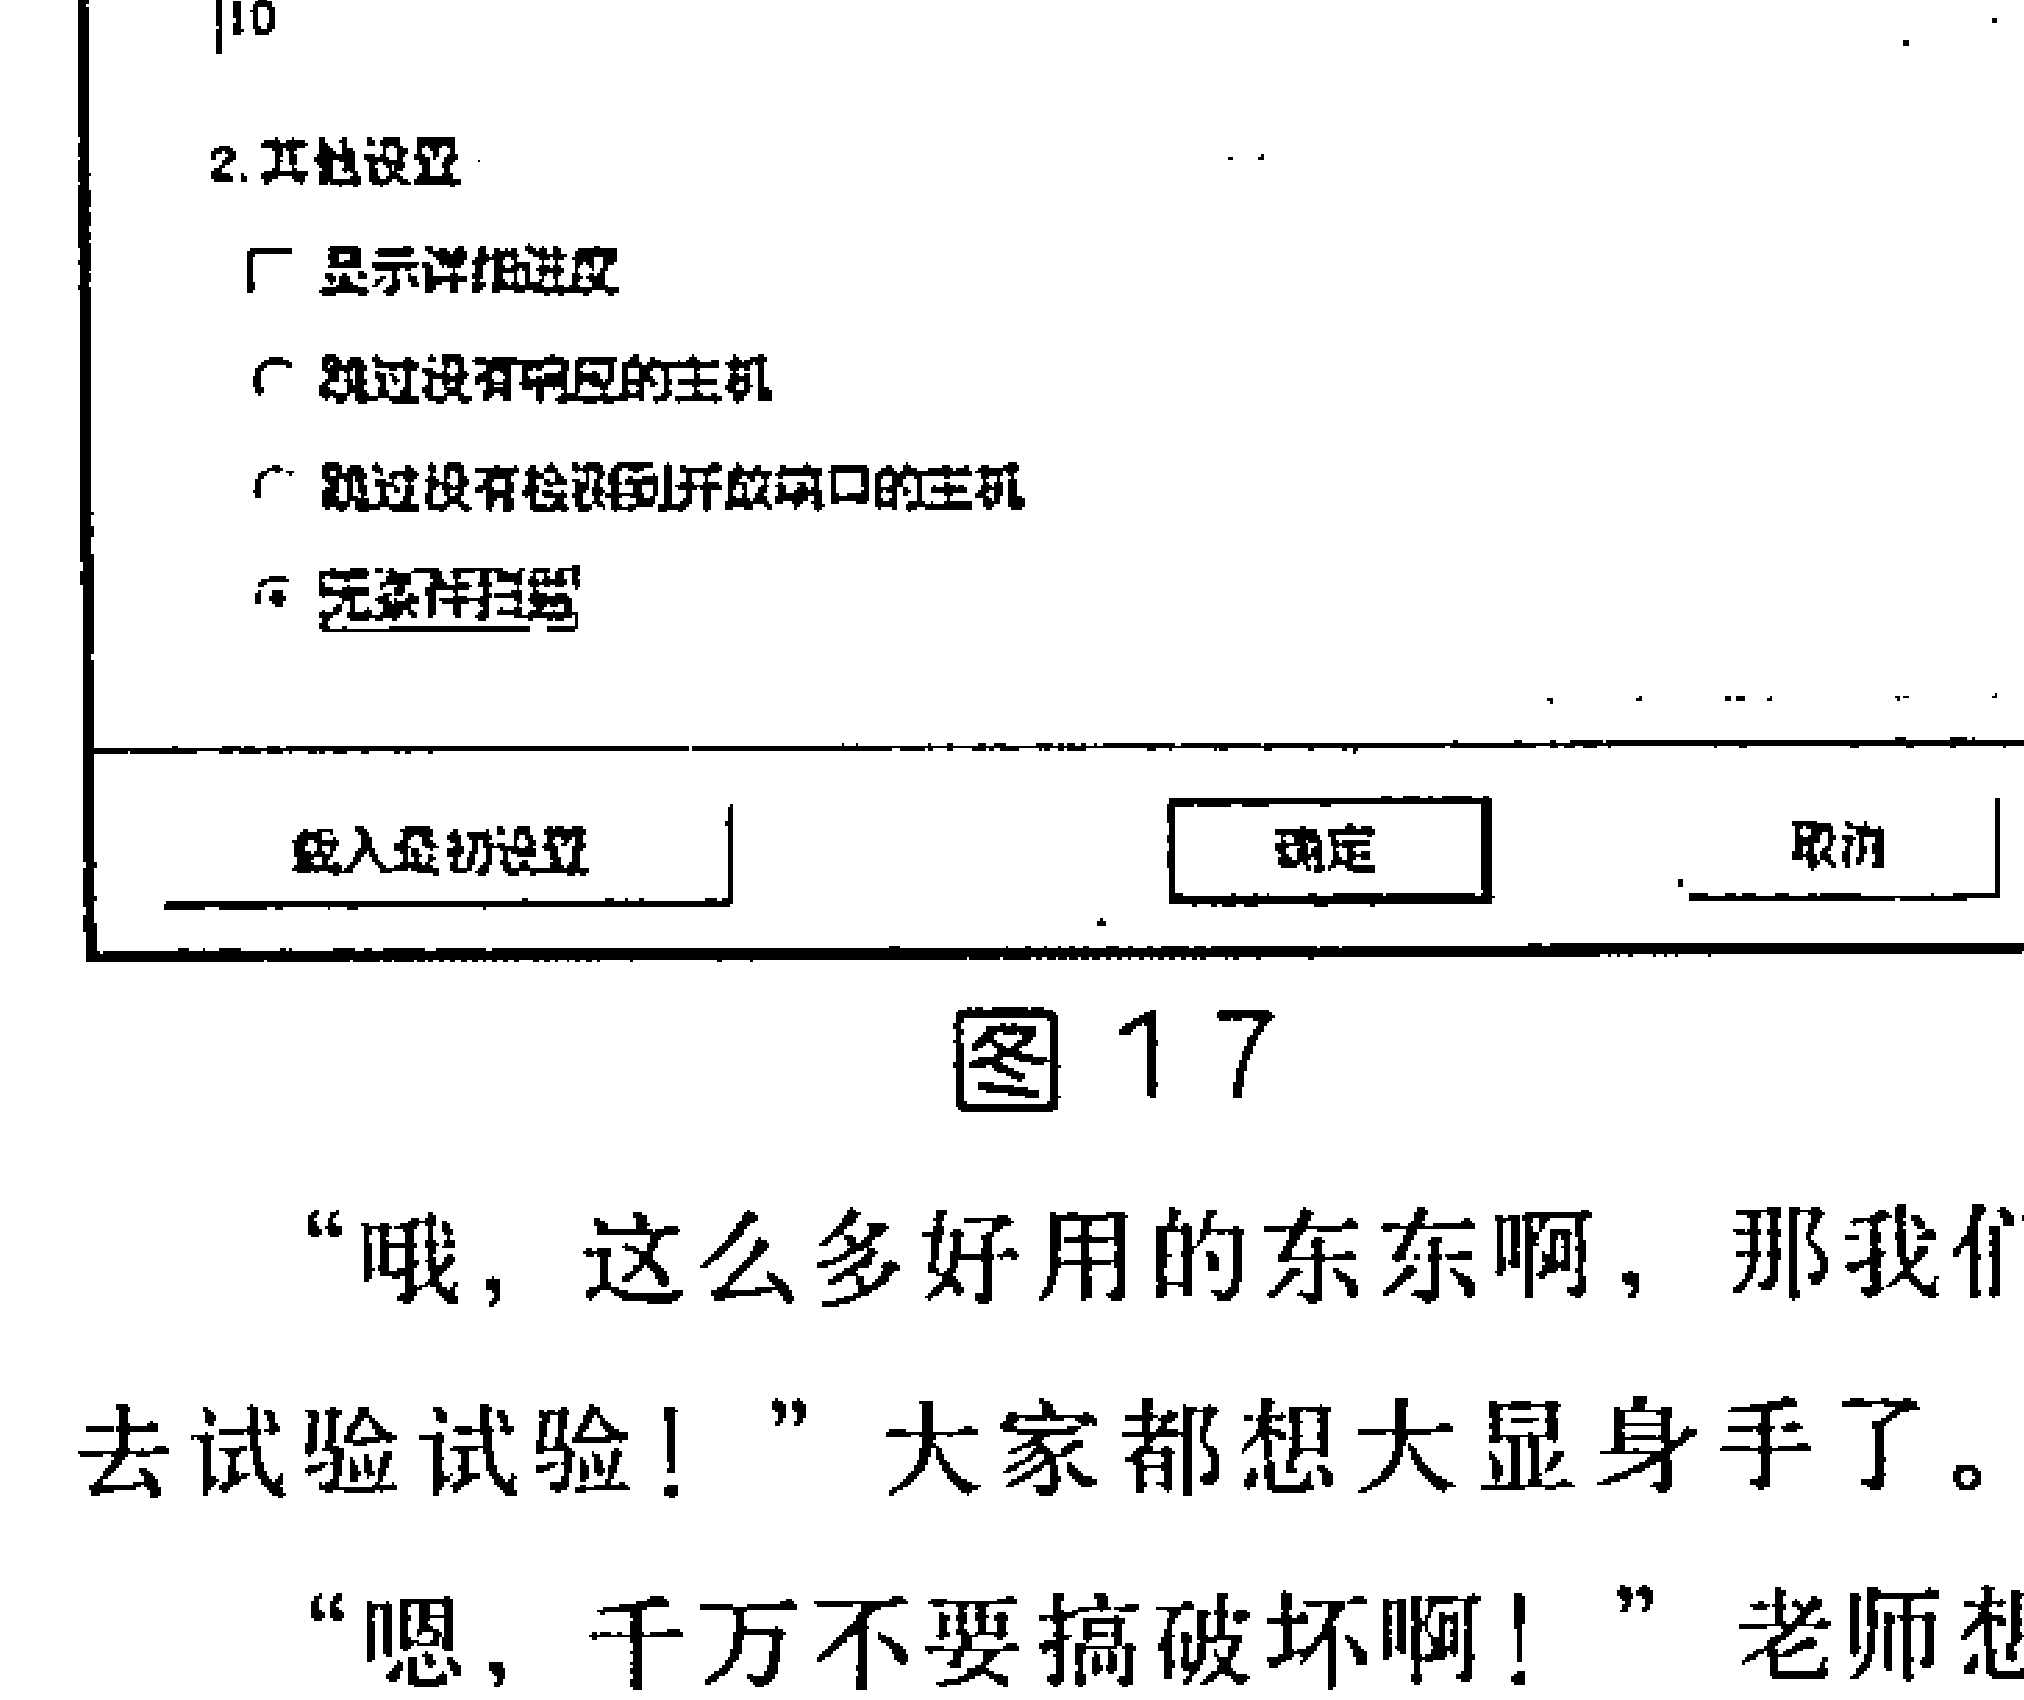 10
2. 其他设置
显示详细进度
跳过没有响应的主机
跳过没有检测到开放端口的主机
无条件扫描
载入最初设置 确定 取消
图 17
“哦，这么多好用的东东啊，那我们
去试验试验！”大家都想大显身手了。
“嗯，千万不要搞破坏啊！”老师想